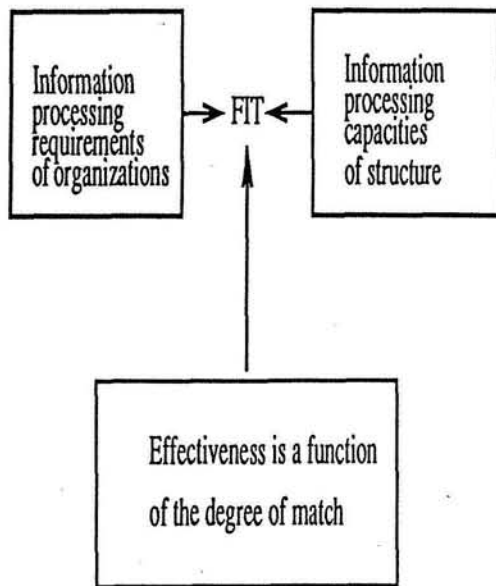 Information
processing
requirements
of organizations
FIT
Information
processing
capacities
of structure
Effectiveness is a function
of the degree of match